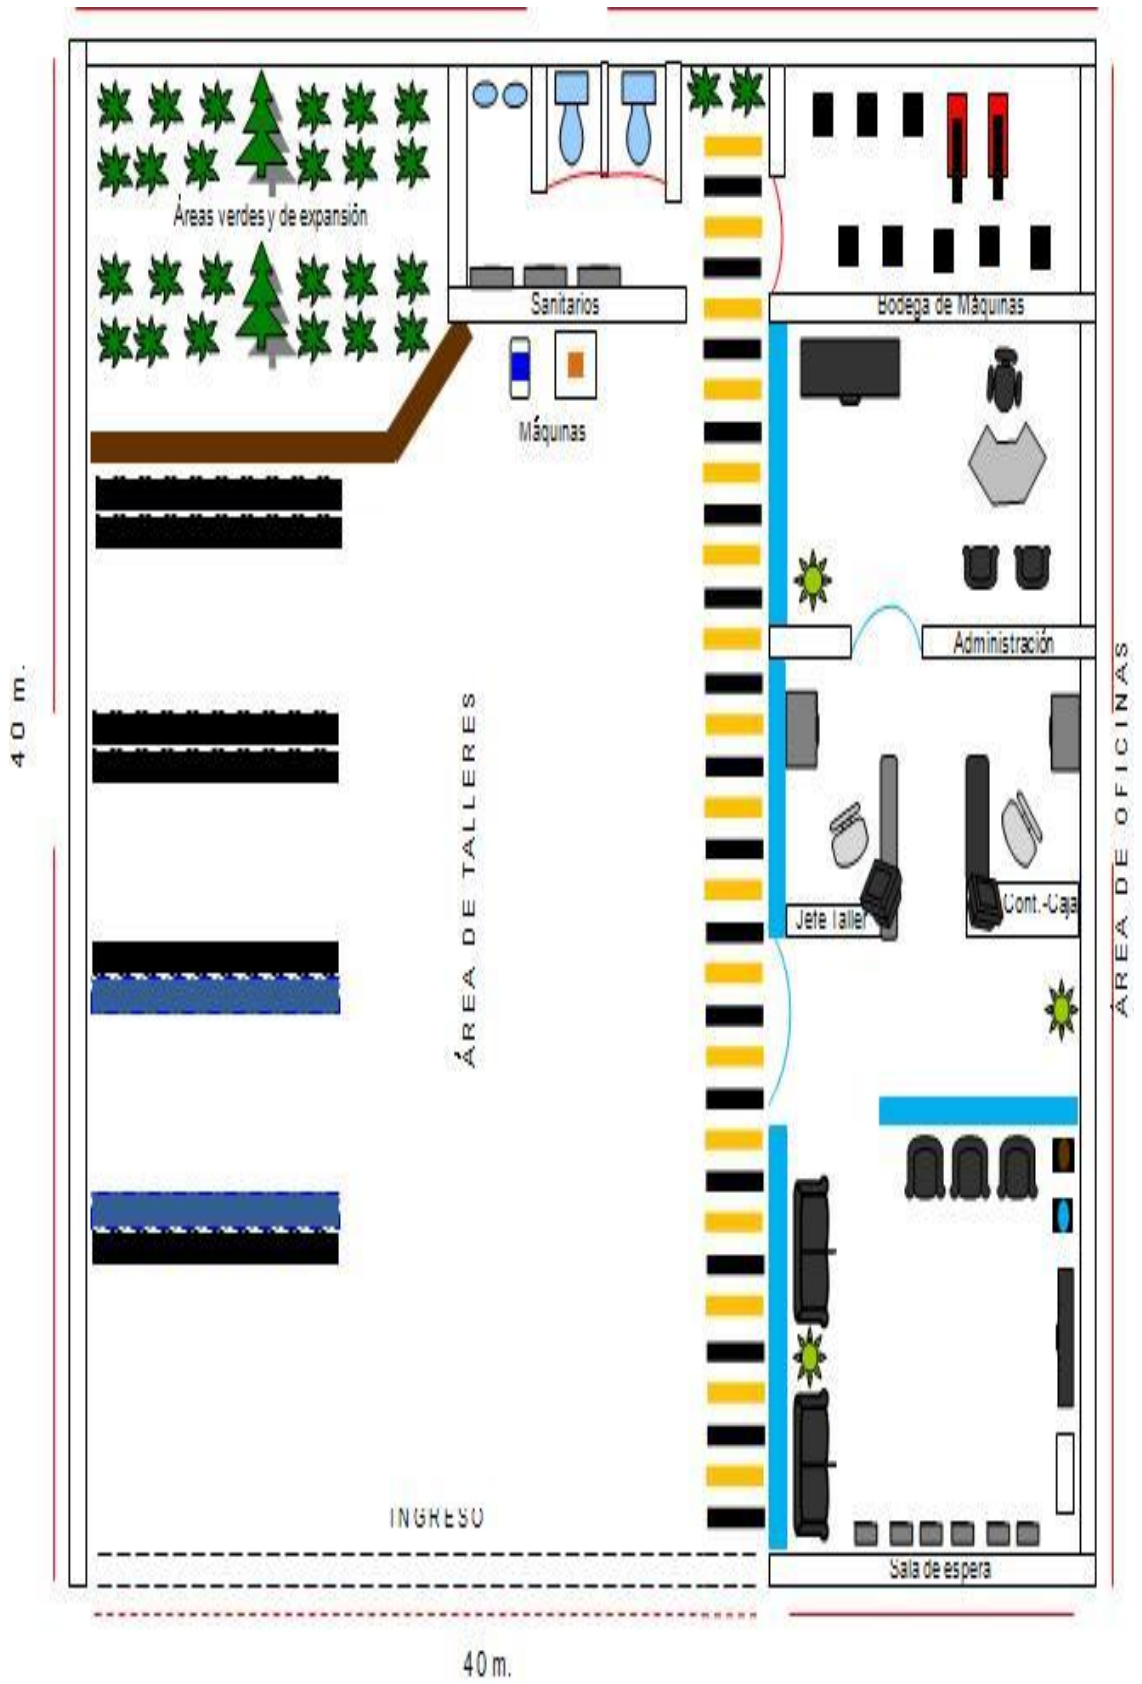 Áreas verdes y de expansión
Sanitarios
Bodega de Máquinas
Máquinas
Administración
40 m.
ÁREA DE TALLERES
ÁREA DE OFICINAS
Jefe Taller
Cont.-Caja
INGRESO
Sala de espera
40 m.